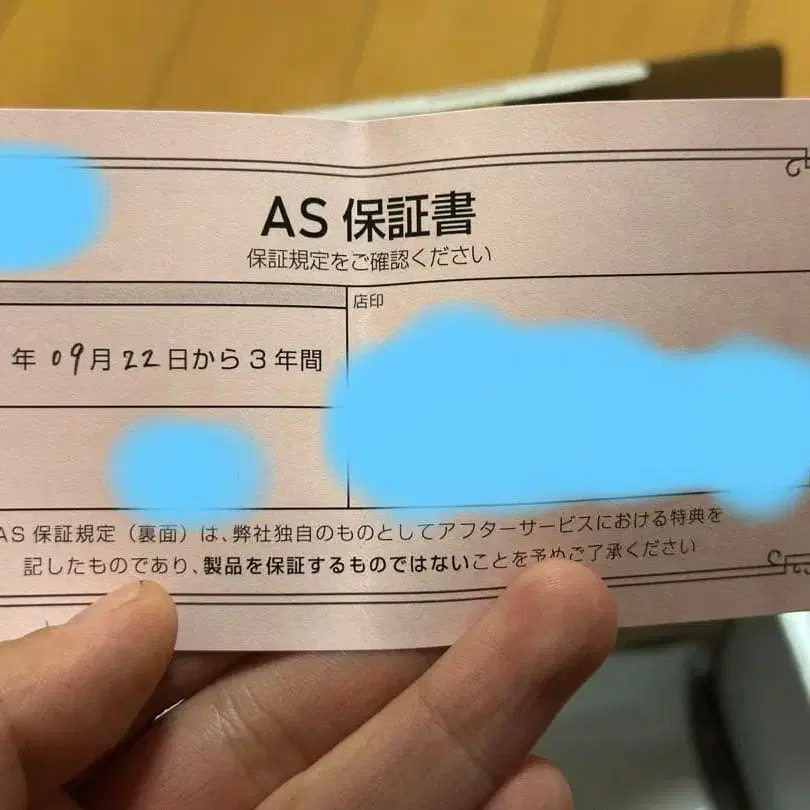 AS 保証書
保証規定をご確認ください
店印
年 09月 22日から 3 年間
AS 保証規定（裏面）は、弊社独自のものとしてアフターサービスにおける特典を
記したものであり、製品を保証するものではないことを予めご了承ください